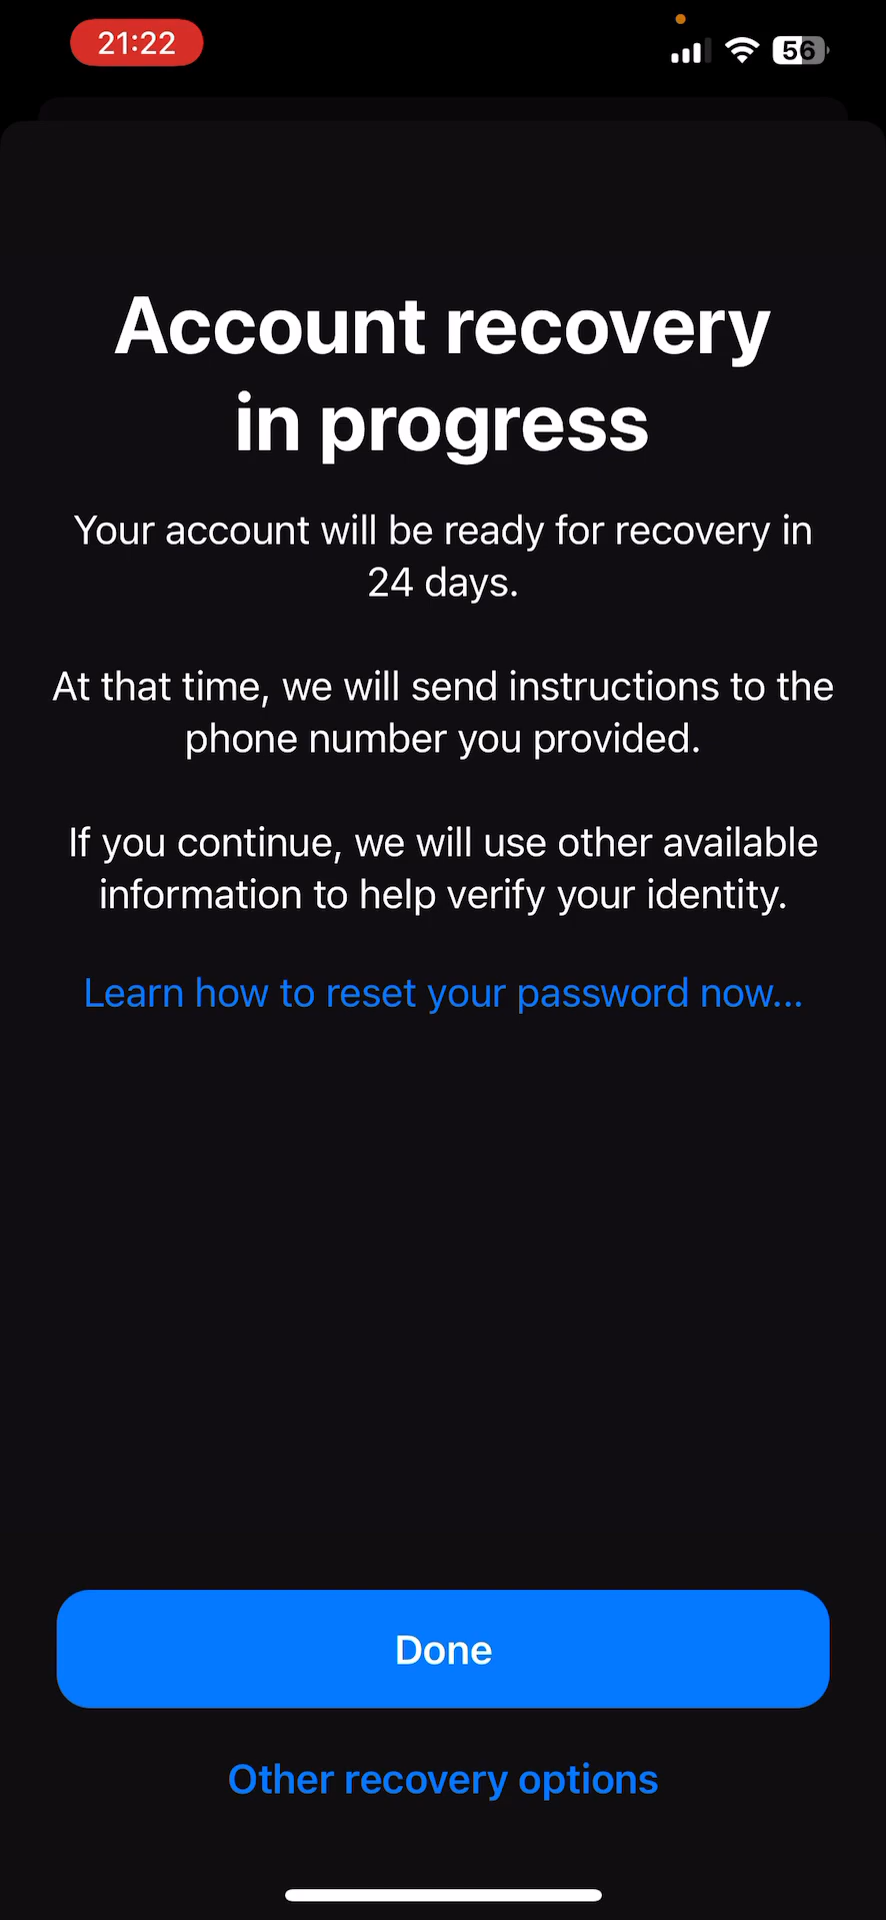 21:22
56
Account recovery
in progress
Your account will be ready for recovery in
24 days.
At that time, we will send instructions to the
phone number you provided.
If you continue, we will use other available
information to help verify your identity.
Learn how to reset your password now...
Done
Other recovery options